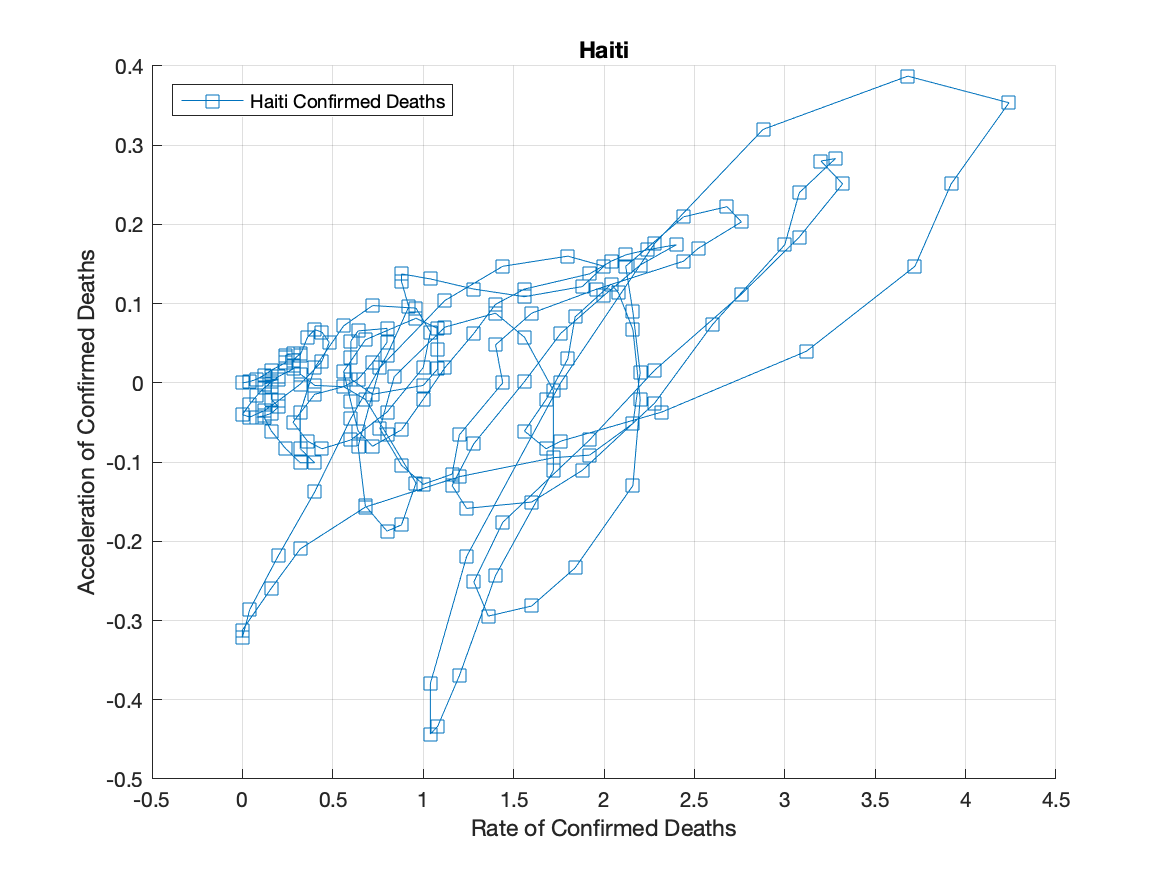 Haiti
Haiti Confirmed Deaths
Acceleration of Confirmed Deaths
0.4
0.3
0.2
0.1
0
-0.1
-0.2
-0.3
-0.4
-0.5
-0.5 0 0.5 1 1.5 2 2.5 3 3.5 4 4.5
Rate of Confirmed Deaths